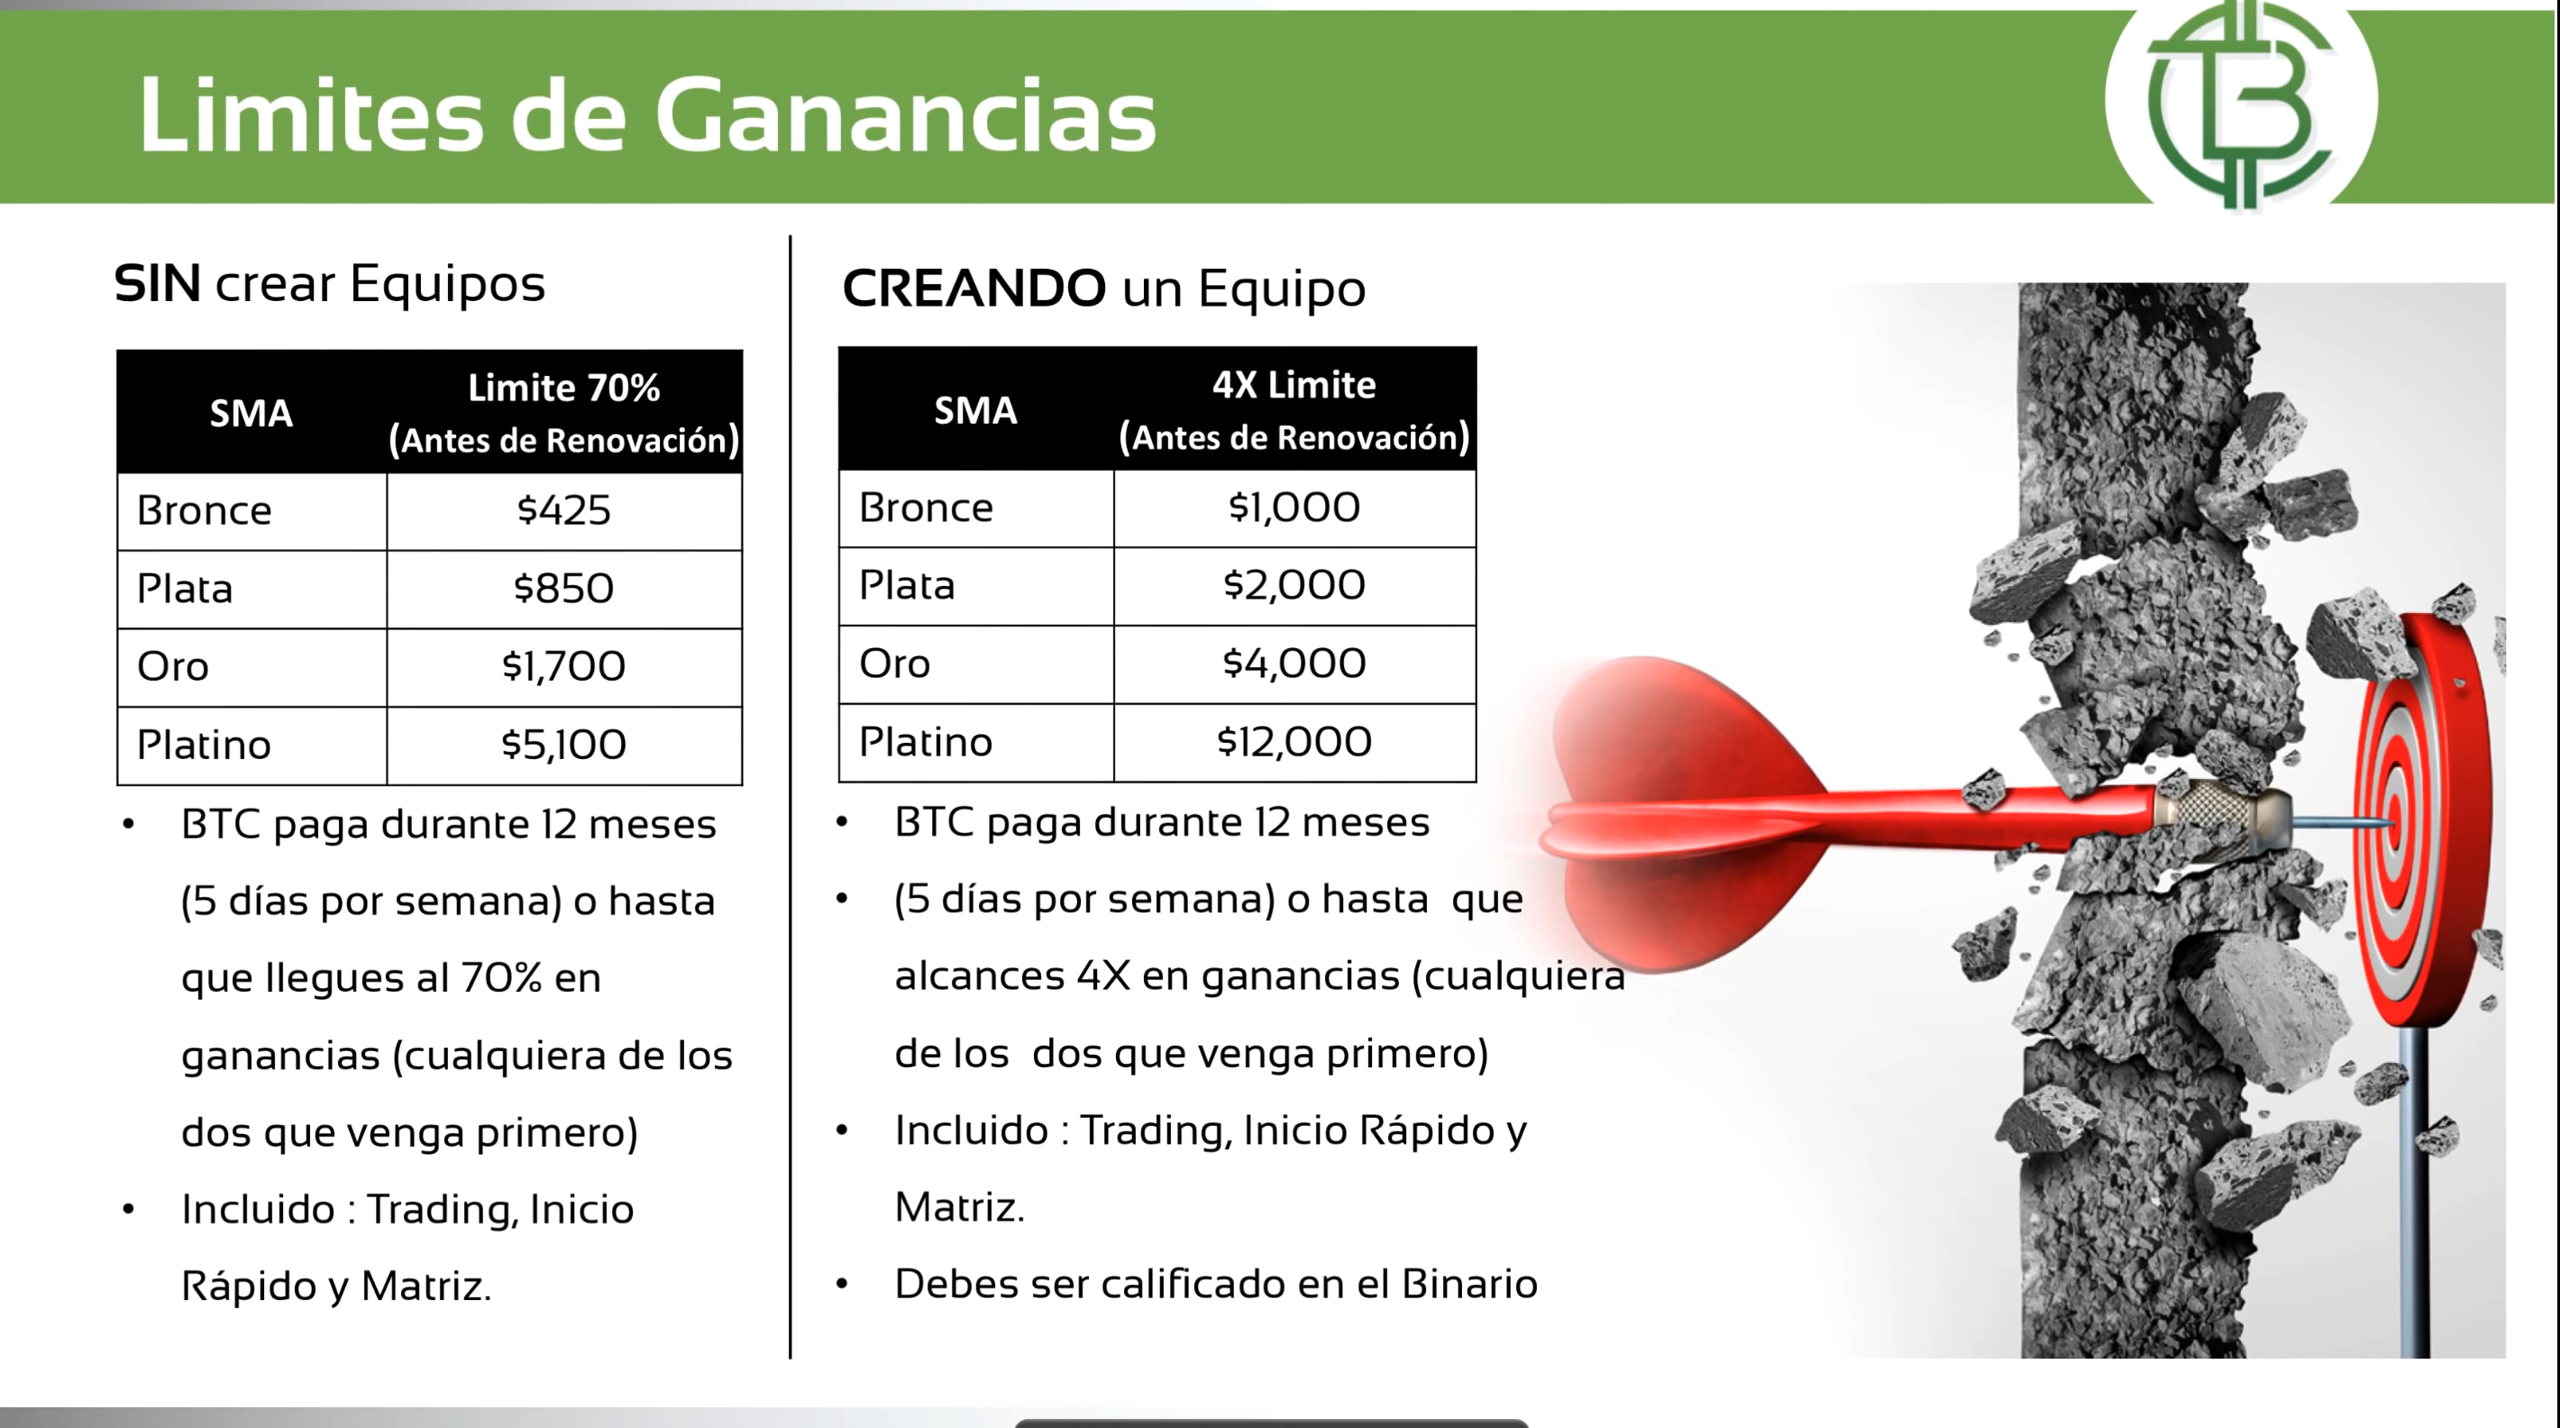 Limites de Ganancias
SIN crear Equipos
SMA
Limite 70%
(Antes de Renovación)
Bronce $425
Plata $850
Oro $1,700
Platino $5,100
• BTC paga durante 12 meses
(5 días por semana) o hasta
que llegues al 70% en
ganancias (cualquiera de los
dos que venga primero)
• Incluido : Trading, Inicio
Rápido y Matriz.
CREANDO un Equipo
SMA
4X Limite
(Antes de Renovación)
Bronce $1,000
Plata $2,000
Oro $4,000
Platino $12,000
• BTC paga durante 12 meses
• (5 días por semana) o hasta que
alcances 4X en ganancias (cualquiera
de los dos que venga primero)
• Incluido : Trading, Inicio Rápido y
Matriz.
• Debes ser calificado en el Binario